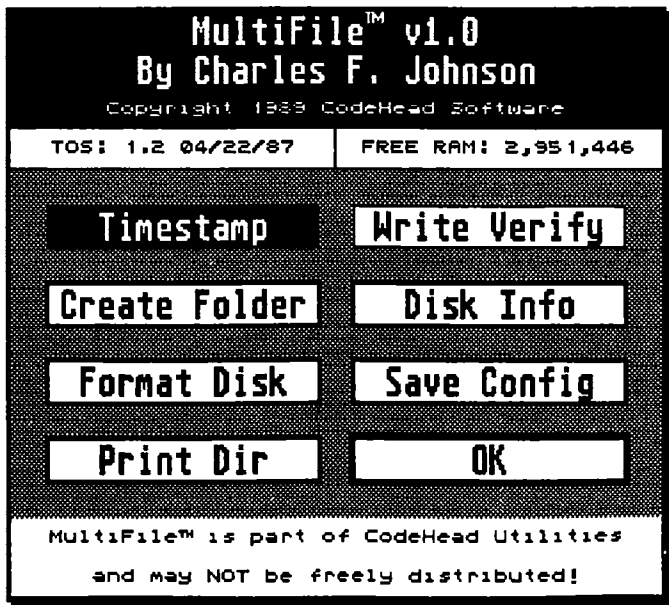 MultiFile™ v1.0
By Charles F. Johnson
Copyright 1989 CodeHead Software
TOS: 1.2 04/22/87
FREE RAM: 2,951,446
Timestamp
Write Verify
Create Folder
Disk Info
Format Disk
Save Config
Print Dir
OK
MultiFile™ is part of CodeHead Utilities
and may NOT be freely distributed!